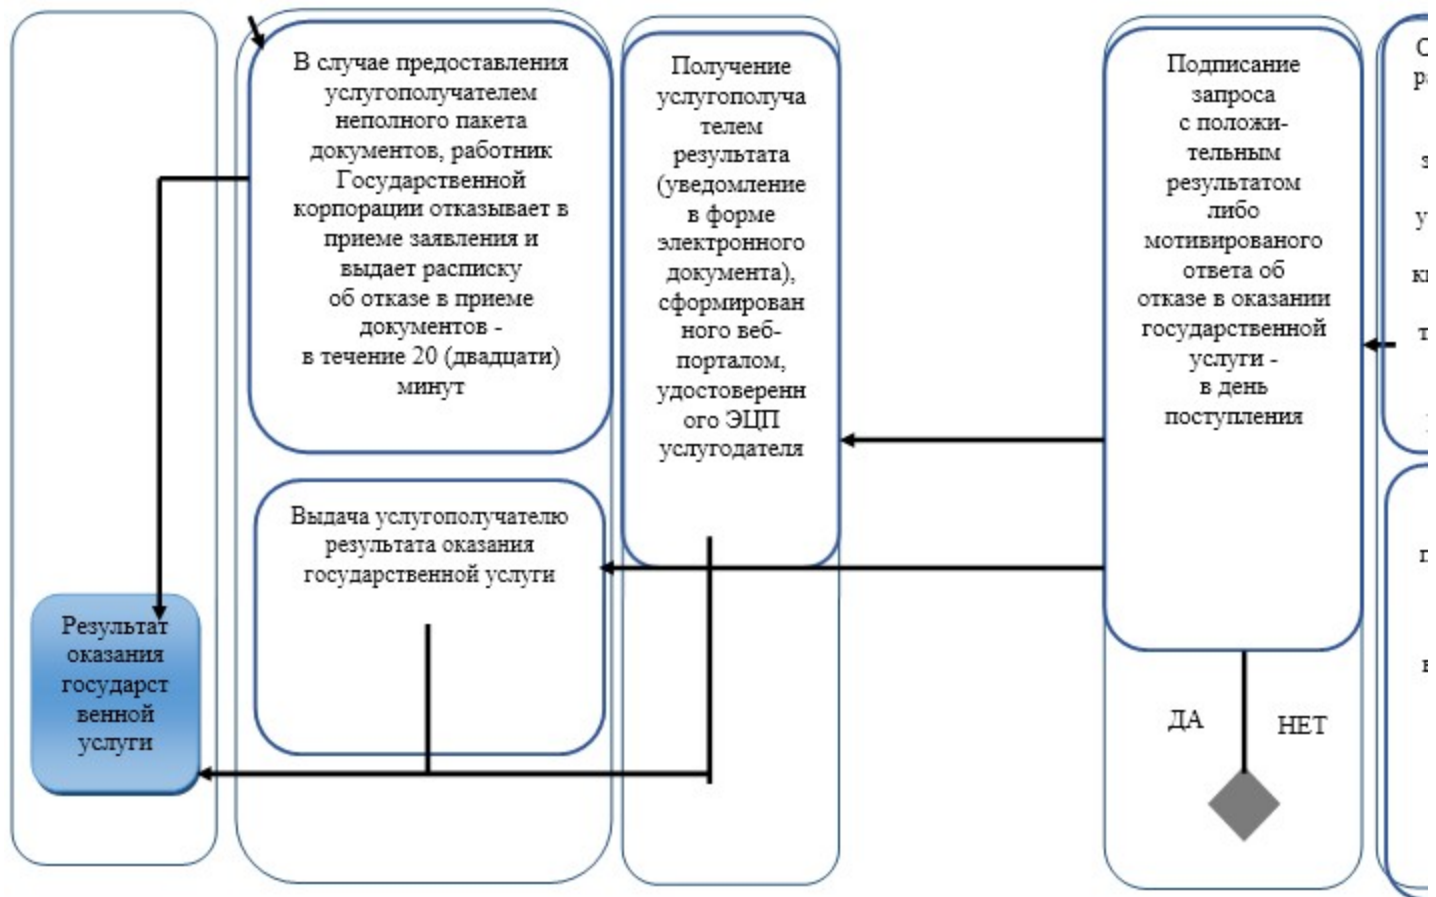 В случае предоставления
услугополучателем
неполного пакета
документов, работник
Государственной
корпорации отказывает в
приеме заявления и
выдает расписку
об отказе в приеме
документов -
в течение 20 (двадцати)
минут
Выдача услугополучателю
результата оказания
государственной услуги
Результат
оказания
государст
венной
услуги
Получение
услугополуча
телем
результата
(уведомление
в форме
электронного
документа),
сформирован
ного веб-
порталом,
удостоверенн
ого ЭЦП
услугодателя
Подписание
запроса
с положи-
тельным
результатом
либо
мотивированого
ответа об
отказе в оказании
государственной
услуги -
в день
поступления
ДА
НЕТ